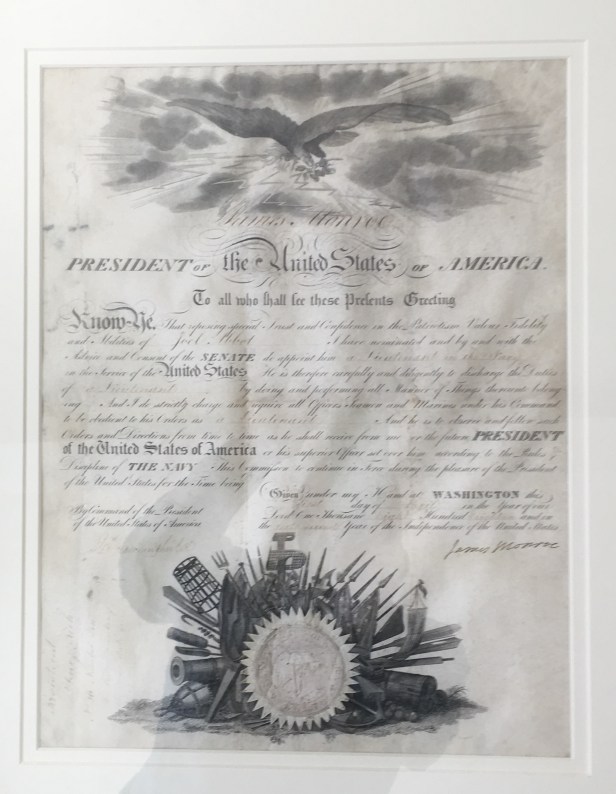 James Monroe
PRESIDENT OF the United States OF AMERICA.
To all who shall see these Presents Greeting
Know-Ye, That reposing special Trust and Confidence in the Patriotism Valour Fidelity
and Abilities of Joel Abbot I have nominated and by and with the
Advice and Consent of the SENATE do appoint him a Lieutenant in the Navy
in the Service of the United States He is therefore carefully and diligently to discharge the Duties
of a Lieutenant by doing and performing all Manner of Things thereunto belong
ing And I do strictly charge and require all Officers Seamen and Marines under his Command
to be obedient to his Orders as a Lieutenant And he is to observe and follow such
Orders and Directions from time to time as he shall receive from me or the future PRESIDENT
of the United States of America or his superior Officer set over him according to the Rules &
Discipline of THE NAVY This Commission to continue in force during the pleasure of the President
of the United States for the Time being
Given under my Hand at WASHINGTON this
day of in the Year of our
By Command of the President
Lord One Thousand Hundred and in
of the United States of America
the Year of the Independence of the United States
James Monroe